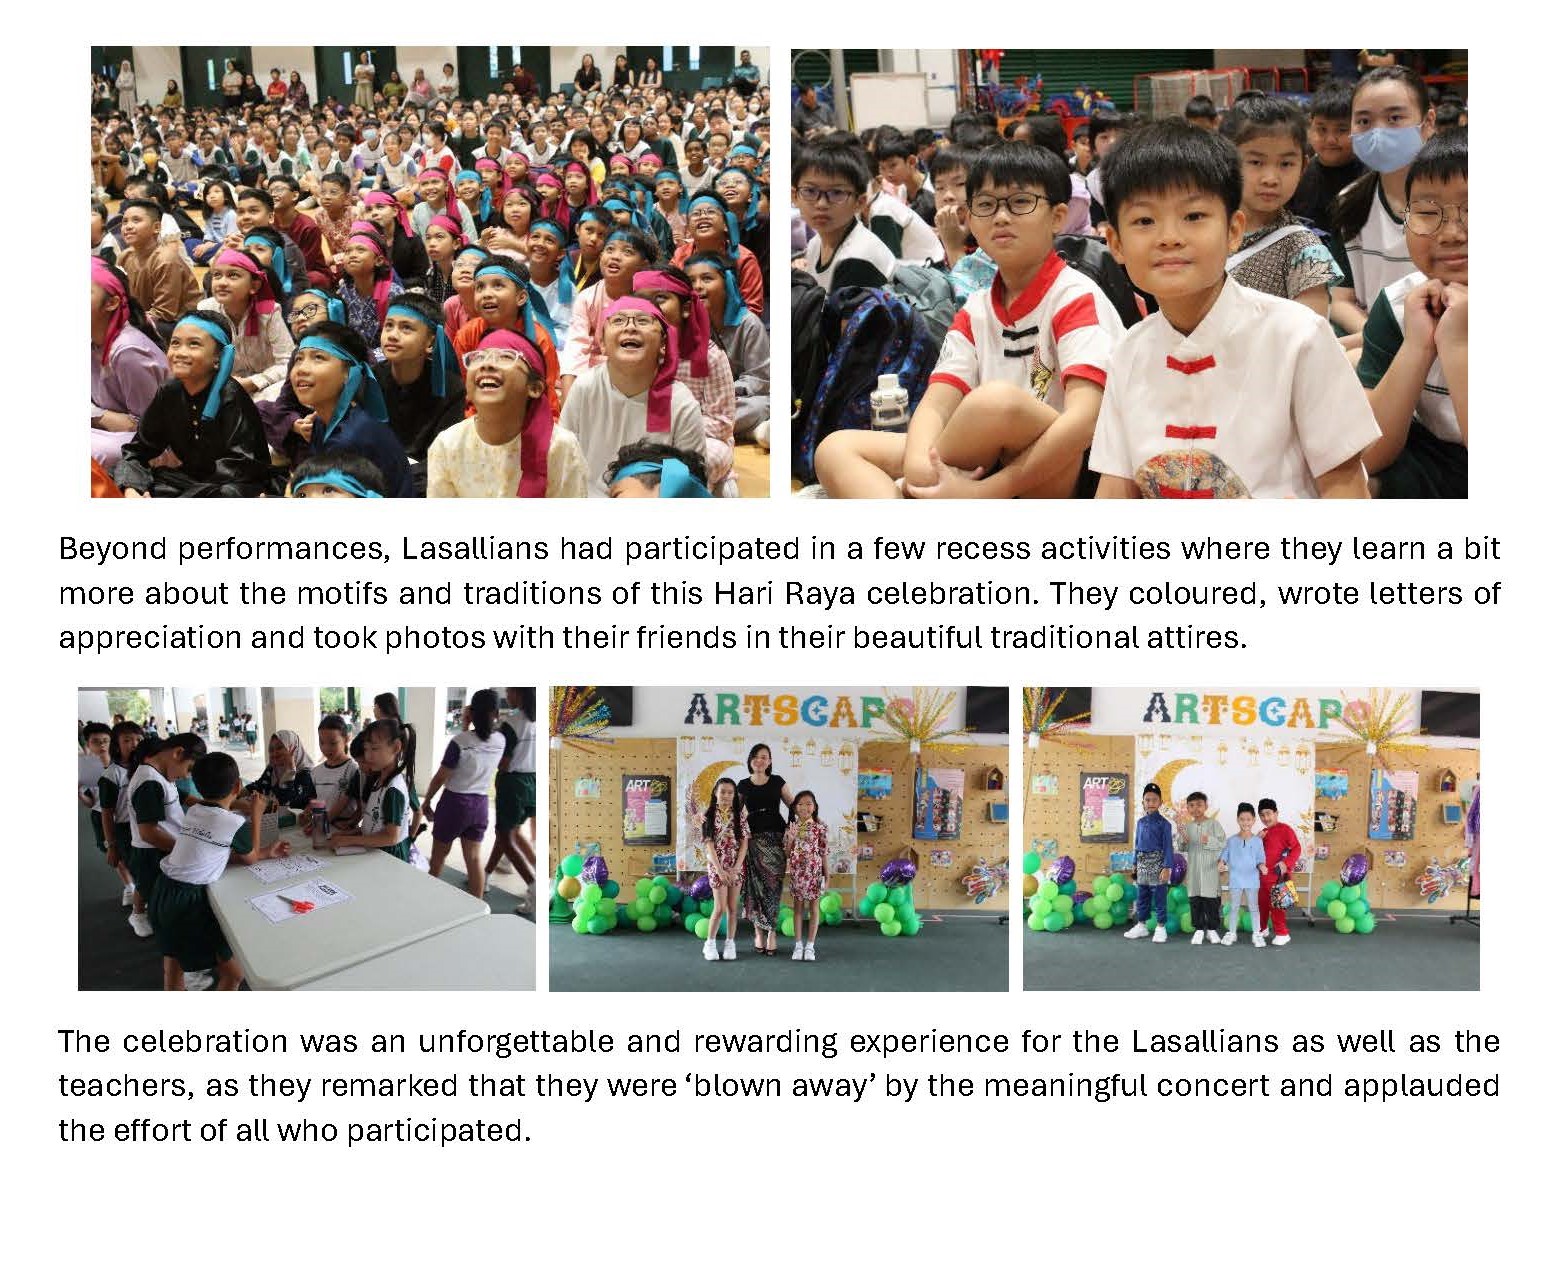 Beyond performances, Lasallians had participated in a few recess activities where they learn a bit
more about the motifs and traditions of this Hari Raya celebration. They coloured, wrote letters of
appreciation and took photos with their friends in their beautiful traditional attires.
ARTSCAPE
ART
ARTSCAPE
ART
The celebration was an unforgettable and rewarding experience for the Lasallians as well as the
teachers, as they remarked that they were ‘blown away’ by the meaningful concert and applauded
the effort of all who participated.